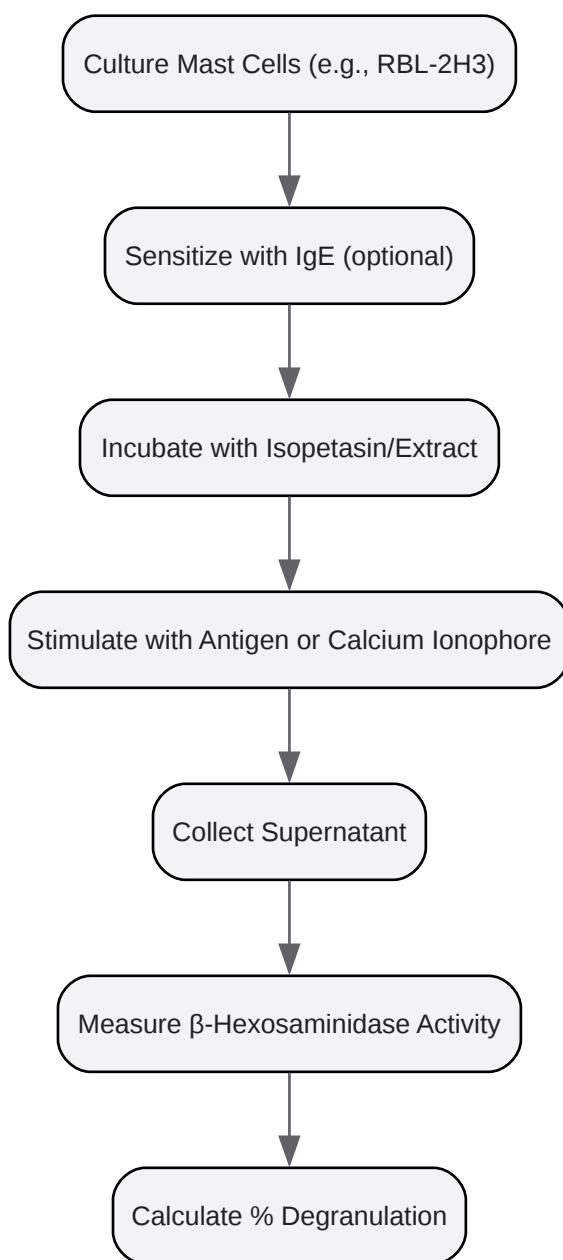 Culture Mast Cells (e.g., RBL-2H3)
Sensitize with IgE (optional)
Incubate with Isopetasin/Extract
Stimulate with Antigen or Calcium Ionophore
Collect Supernatant
Measure β-Hexosaminidase Activity
Calculate % Degranulation